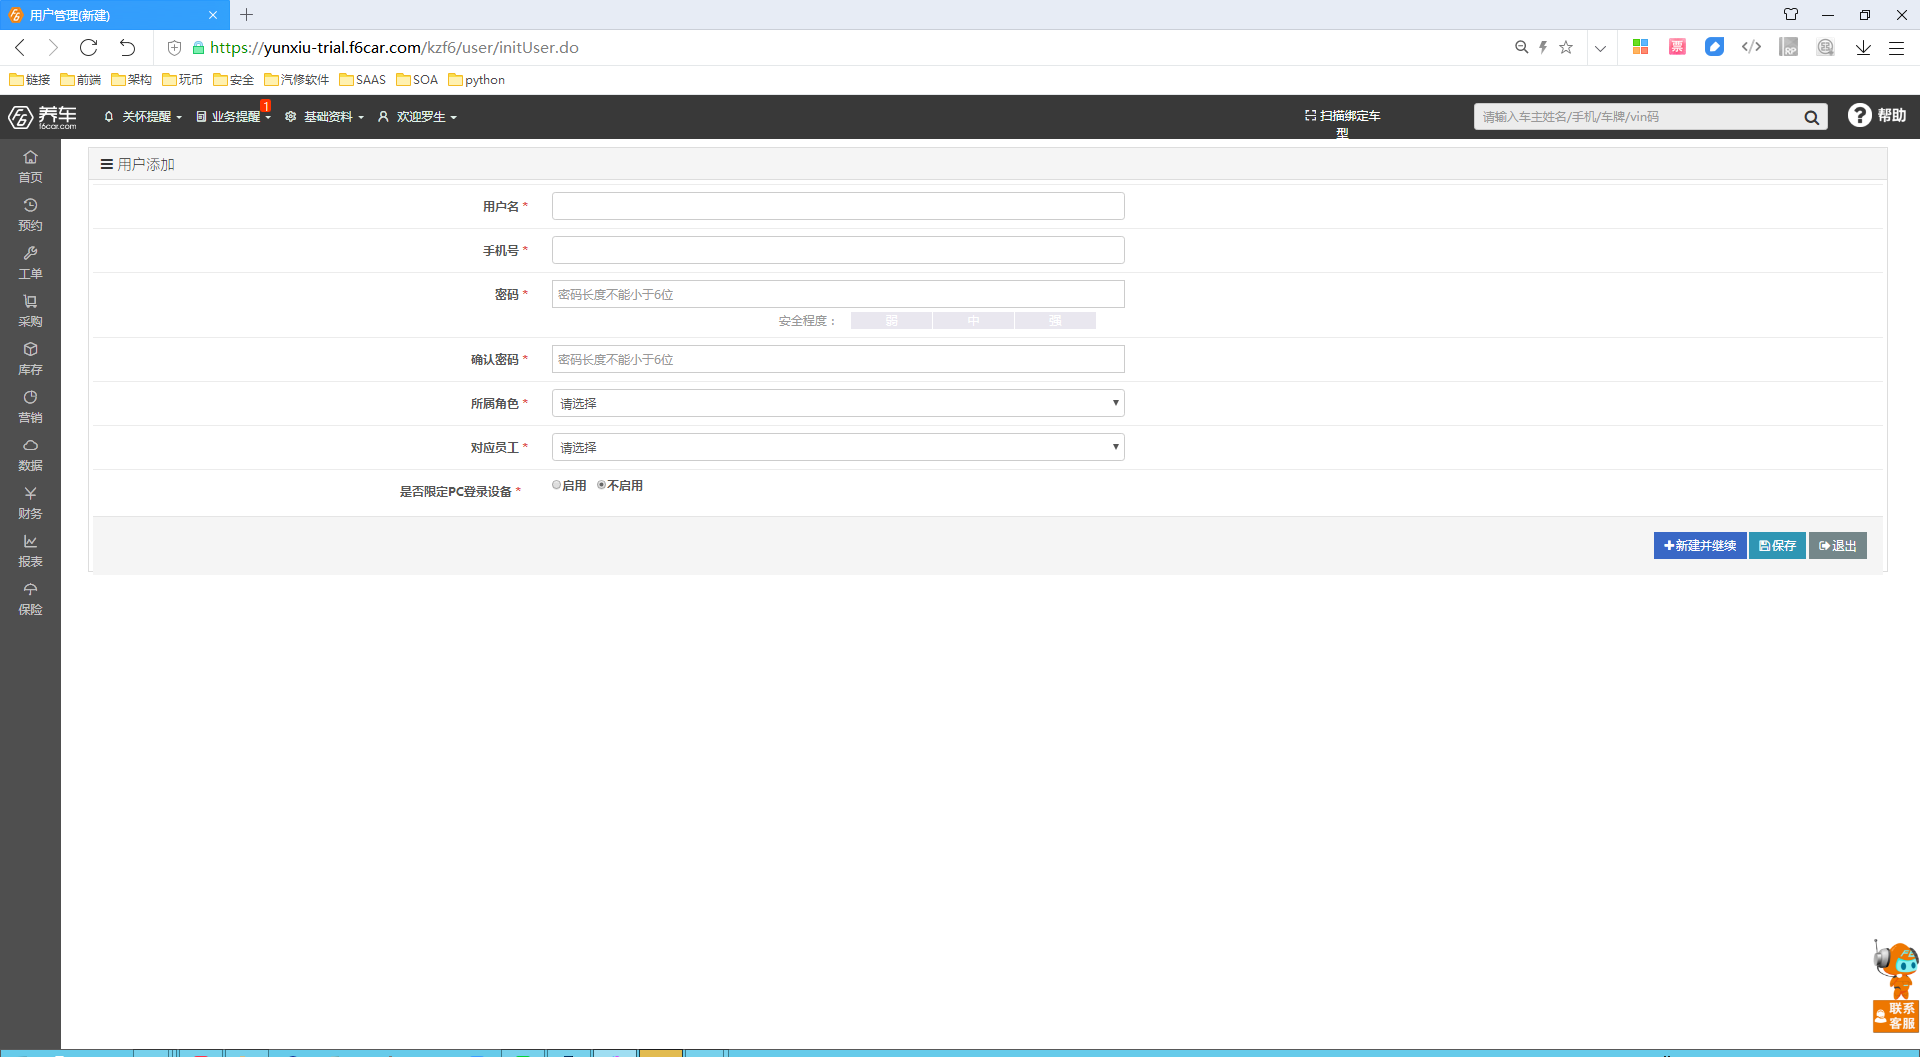 用户管理(新建)
https://yunxiu-trial.f6car.com/kzf6/user/initUser.do
票
RP
链接 前端 架构 玩币 安全 汽修软件 SAAS SOA python
F6 养车 f6car.com
关怀提醒 业务提醒 1 基础资料 欢迎罗生
扫描绑定车
型
请输入车主姓名/手机/车牌/vin码
? 帮助
首页
预约
工单
采购
库存
营销
数据
财务
报表
保险
用户添加
用户名 *
手机号 *
密码 * 密码长度不能小于6位
安全程度： 弱 中 强
确认密码 * 密码长度不能小于6位
所属角色 * 请选择
对应员工 * 请选择
是否限定PC登录设备 * 启用 不启用
新建并继续 保存 退出
联系
客服